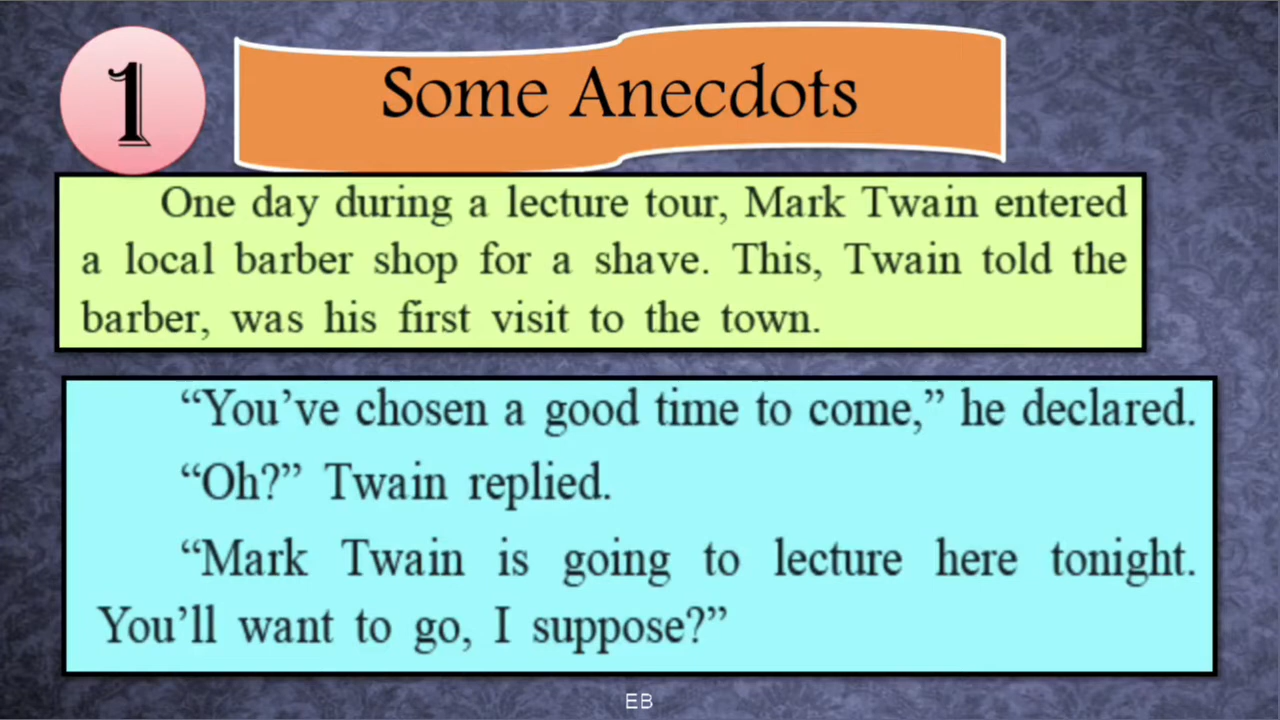 1
Some Anecdots
One day during a lecture tour, Mark Twain entered
a local barber shop for a shave. This, Twain told the
barber, was his first visit to the town.
“You’ve chosen a good time to come,” he declared.
“Oh?” Twain replied.
“Mark Twain is going to lecture here tonight.
You’ll want to go, I suppose?”
EB